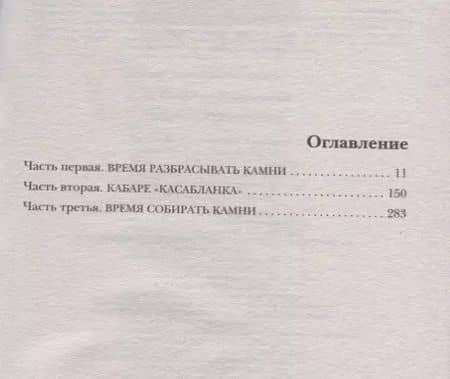 Оглавление
Часть первая. ВРЕМЯ РАЗБРАСЫВАТЬ КАМНИ .................. 11
Часть вторая. КАБАРЕ «КАСАБЛАНКА» .......................... 150
Часть третья. ВРЕМЯ СОБИРАТЬ КАМНИ ....................... 283